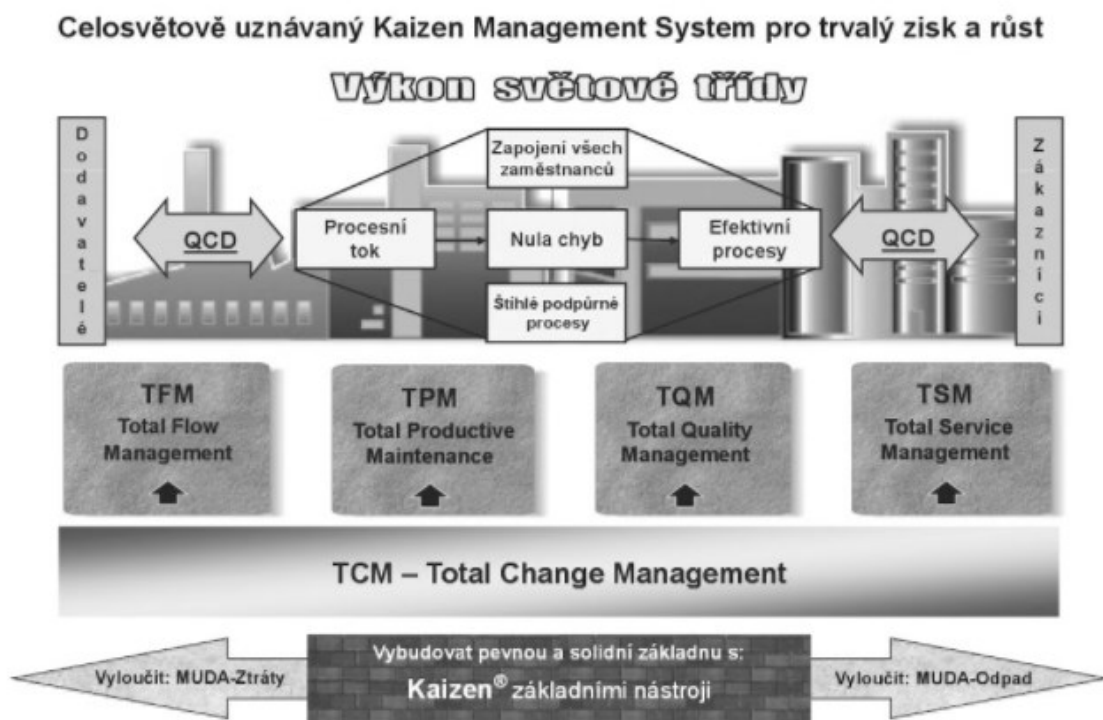 Celosvětově uznávaný Kaizen Management System pro trvalý zisk a růst
Výkon světové třídy
Dodavatelé
QCD
Procesní
tok
Zapojení všech
zaměstnanců
Nula chyb
Štíhlé podpůrné
procesy
Efektivní
procesy
QCD
Zákazníci
TFM
Total Flow
Management
TPM
Total Productive
Maintenance
TQM
Total Quality
Management
TSM
Total Service
Management
TCM – Total Change Management
Vyloučit: MUDA-Ztráty
Vybudovat pevnou a solidní základnu s:
Kaizen® základními nástroji
Vyloučit: MUDA-Odpad